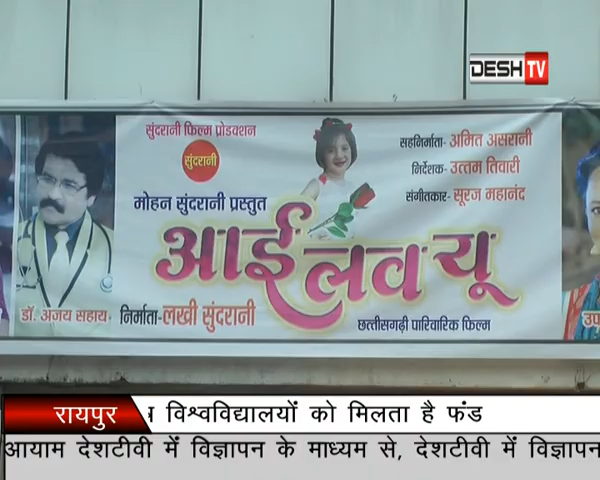 DESH TV
सुंदरानी फिल्म प्रोडक्शन
सुंदरानी
मोहन सुंदरानी प्रस्तुत
सहनिर्माता- अमित असरानी
निर्देशक- उत्तम तिवारी
संगीतकार- सूरज महानंद
आई लव यू
डॉ. अजय सहाय
निर्माता- लखी सुंदरानी
छत्तीसगढ़ी पारिवारिक फिल्म
रायपुर
विश्वविद्यालयों को मिलता है फंड
आयाम देशटीवी में विज्ञापन के माध्यम से, देशटीवी में विज्ञापन